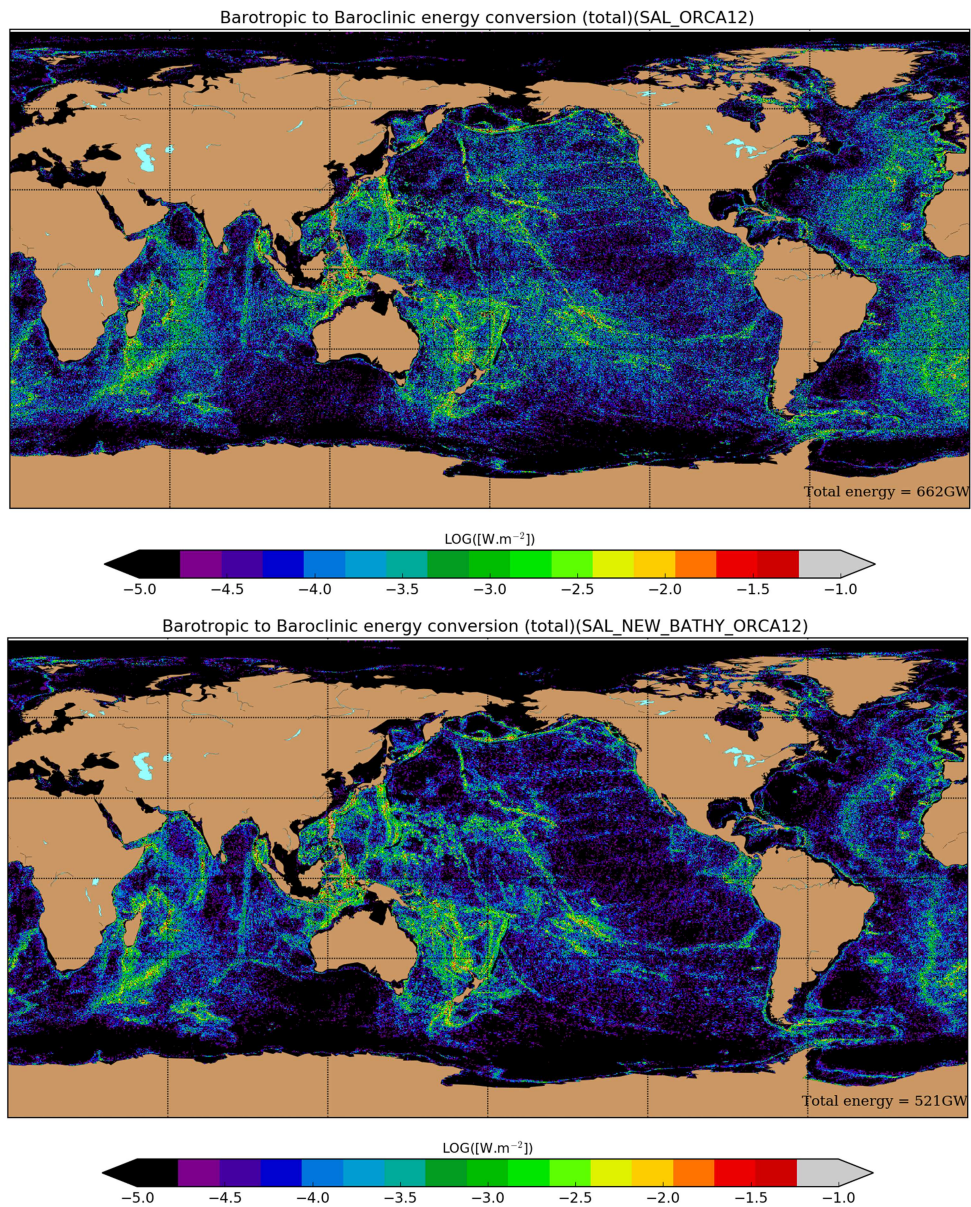 Barotropic to Baroclinic energy conversion (total)(SAL_ORCA12)
Total energy = 662GW
LOG([W.m⁻²])
−5.0 −4.5 −4.0 −3.5 −3.0 −2.5 −2.0 −1.5 −1.0
Barotropic to Baroclinic energy conversion (total)(SAL_NEW_BATHY_ORCA12)
Total energy = 521GW
LOG([W.m⁻²])
−5.0 −4.5 −4.0 −3.5 −3.0 −2.5 −2.0 −1.5 −1.0